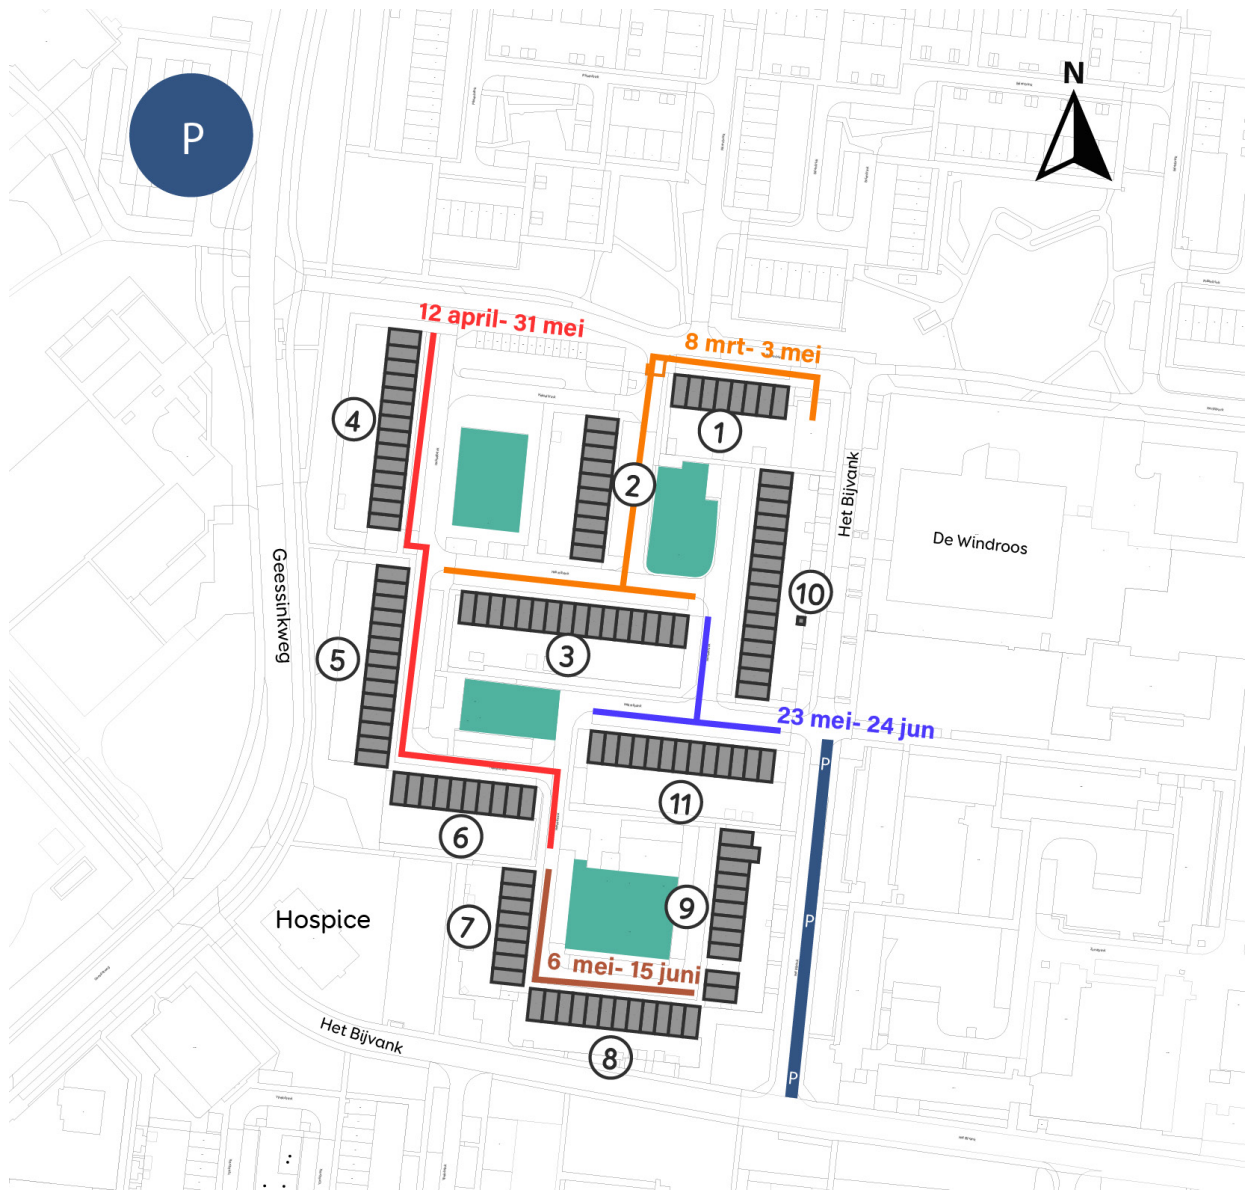 N
P
12 april- 31 mei
8 mrt- 3 mei
4
1
2
Het Bijvank
De Windroos
10
Geessinkweg
3
5
23 mei- 24 jun
P
11
6
Hospice
7
9
P
6 mei- 15 juni
Het Bijvank
8
P